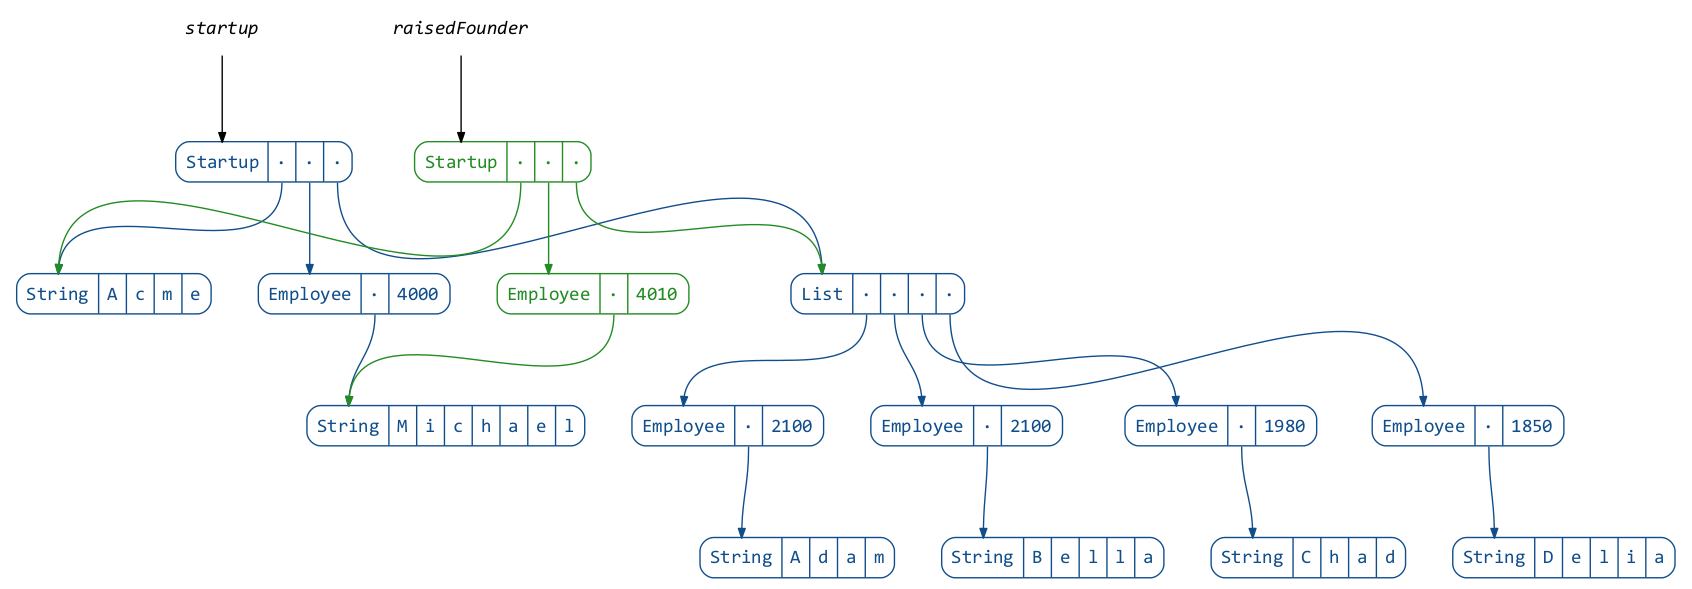 startup raisedFounder
Startup · · · Startup · · ·
String A c m e Employee · 4000 Employee · 4010 List · · · ·
String M i c h a e l Employee · 2100 Employee · 2100 Employee · 1980 Employee · 1850
String A d a m String B e l l a String C h a d String D e l i a